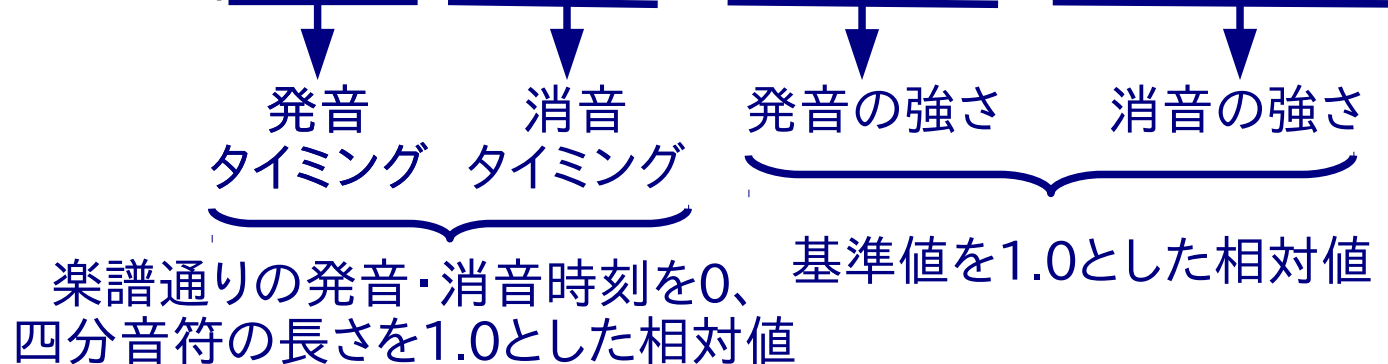 発音
タイミング
消音
タイミング
発音の強さ
消音の強さ
楽譜通りの発音・消音時刻を0、
四分音符の長さを1.0とした相対値
基準値を1.0とした相対値